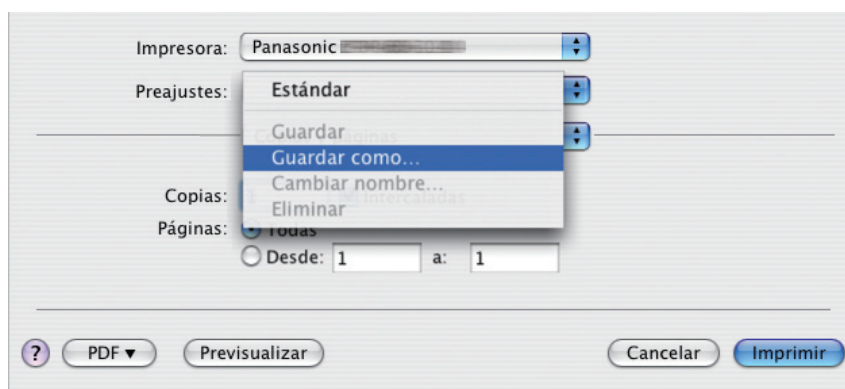 Impresora: Panasonic
Preajustes: Estándar
Guardar
Guardar como...
Cambiar nombre...
Eliminar
Copias: Intercaladas
Páginas: Todas
Desde: 1 a: 1
? PDF ▼ Previsualizar Cancelar Imprimir